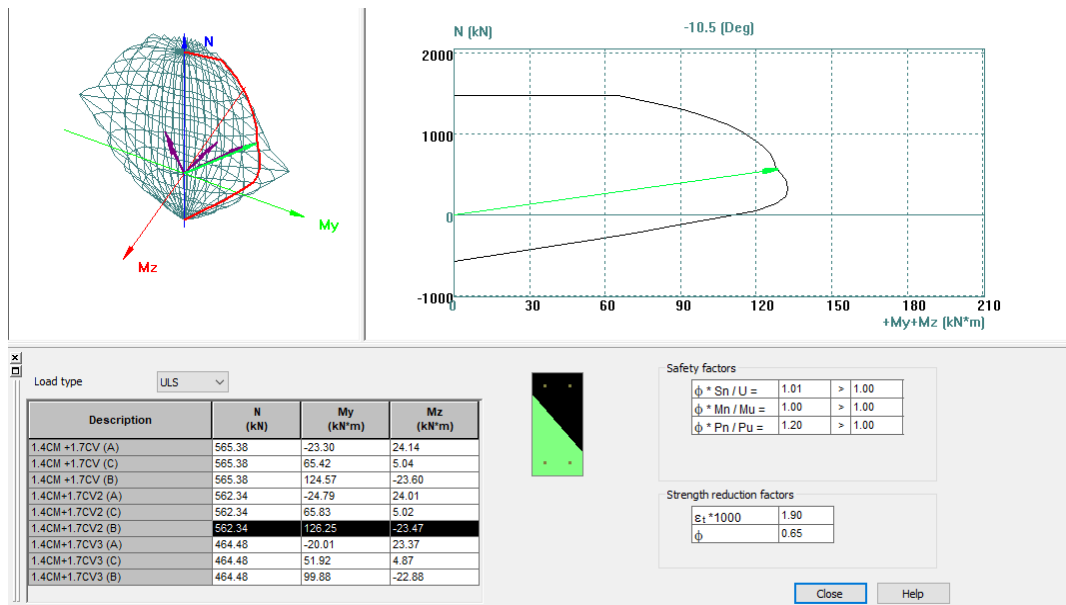 N
My
Mz
N (kN)
-10.5 (Deg)
2000
1000
0
-1000
0 30 60 90 120 150 180 210
+My+Mz (kN*m)
Load type ULS
Description N (kN) My (kN*m) Mz (kN*m)
1.4CM +1.7CV (A) 565.38 -23.30 24.14
1.4CM +1.7CV (C) 565.38 65.42 5.04
1.4CM +1.7CV (B) 565.38 124.57 -23.60
1.4CM+1.7CV2 (A) 562.34 -24.79 24.01
1.4CM+1.7CV2 (C) 562.34 65.83 5.02
1.4CM+1.7CV2 (B) 562.34 126.25 -23.47
1.4CM+1.7CV3 (A) 464.48 -20.01 23.37
1.4CM+1.7CV3 (C) 464.48 51.92 4.87
1.4CM+1.7CV3 (B) 464.48 99.88 -22.88
Safety factors
ϕ * Sn / U = 1.01 > 1.00
ϕ * Mn / Mu = 1.00 > 1.00
ϕ * Pn / Pu = 1.20 > 1.00
Strength reduction factors
εt *1000 1.90
ϕ 0.65
Close Help